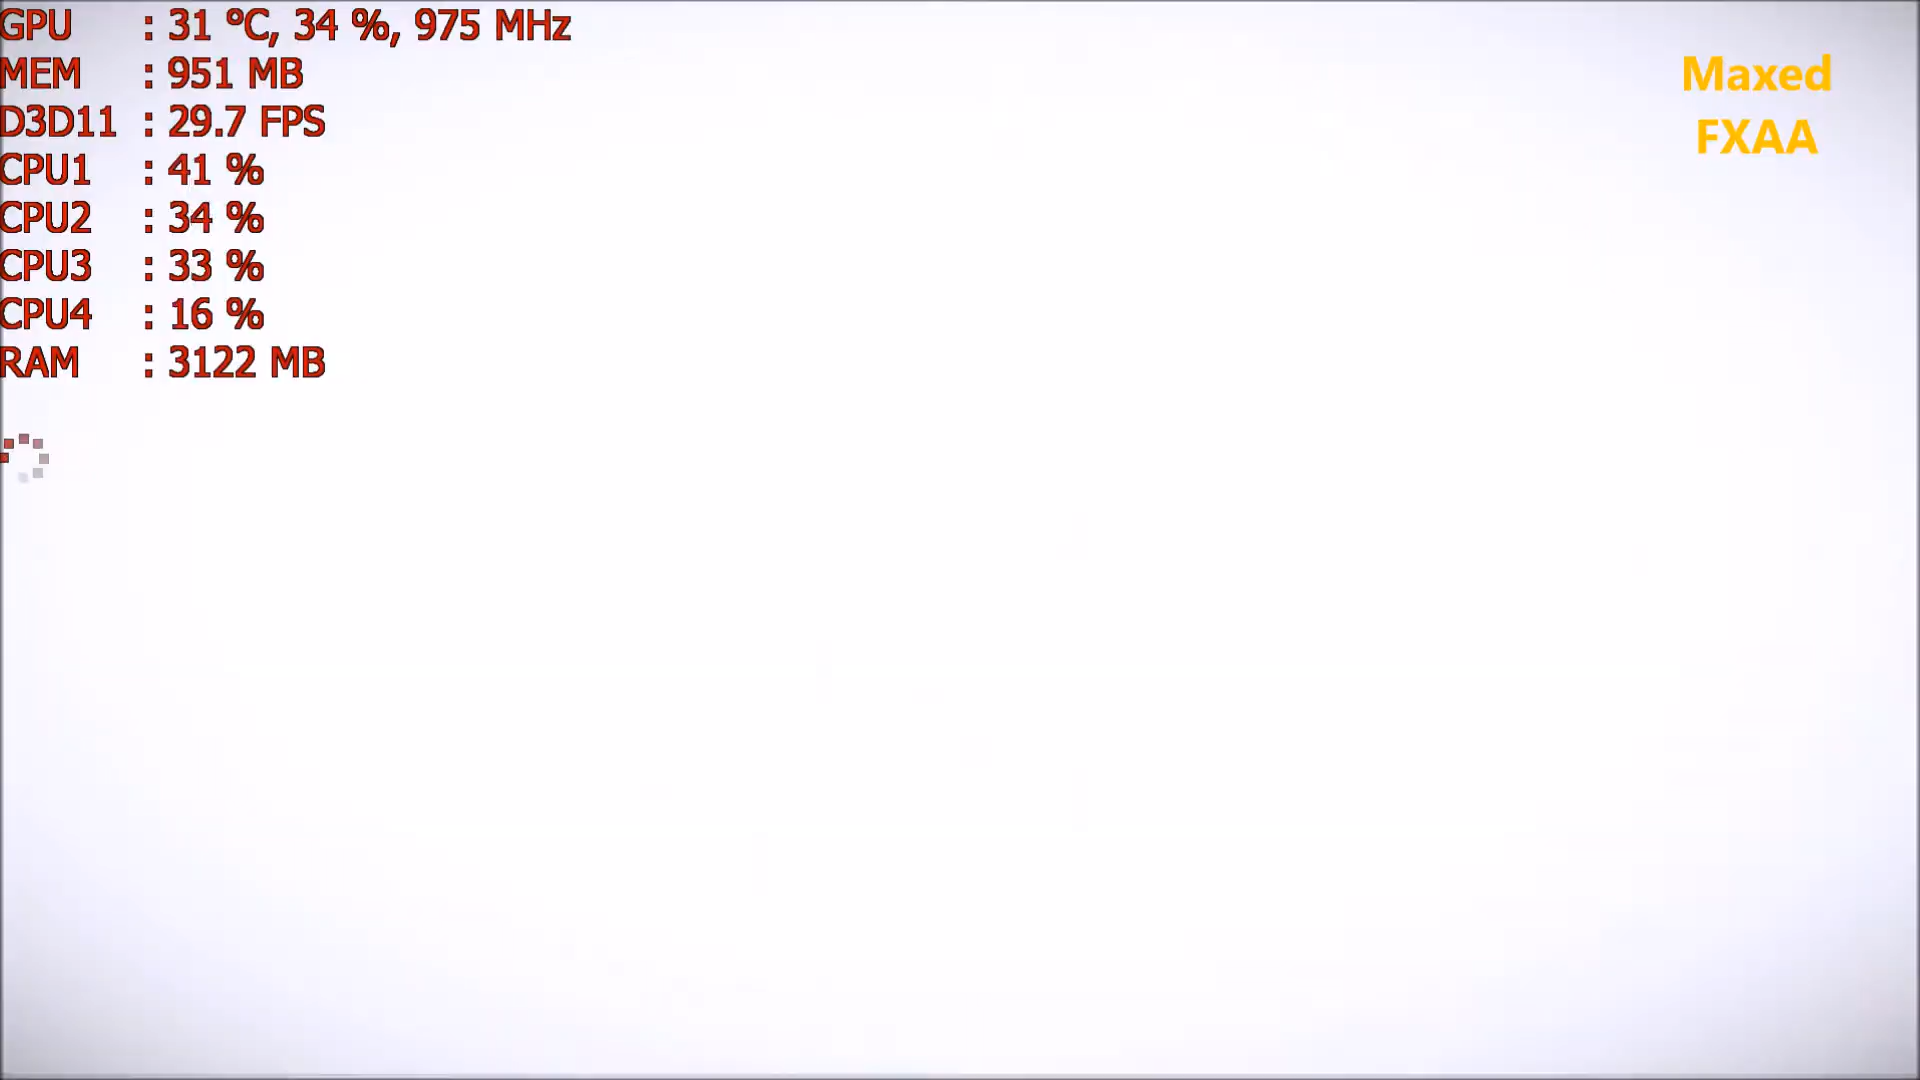 GPU : 31 °C, 34 %, 975 MHz
MEM : 951 MB
D3D11 : 29.7 FPS
CPU1 : 41 %
CPU2 : 34 %
CPU3 : 33 %
CPU4 : 16 %
RAM : 3122 MB
Maxed
FXAA